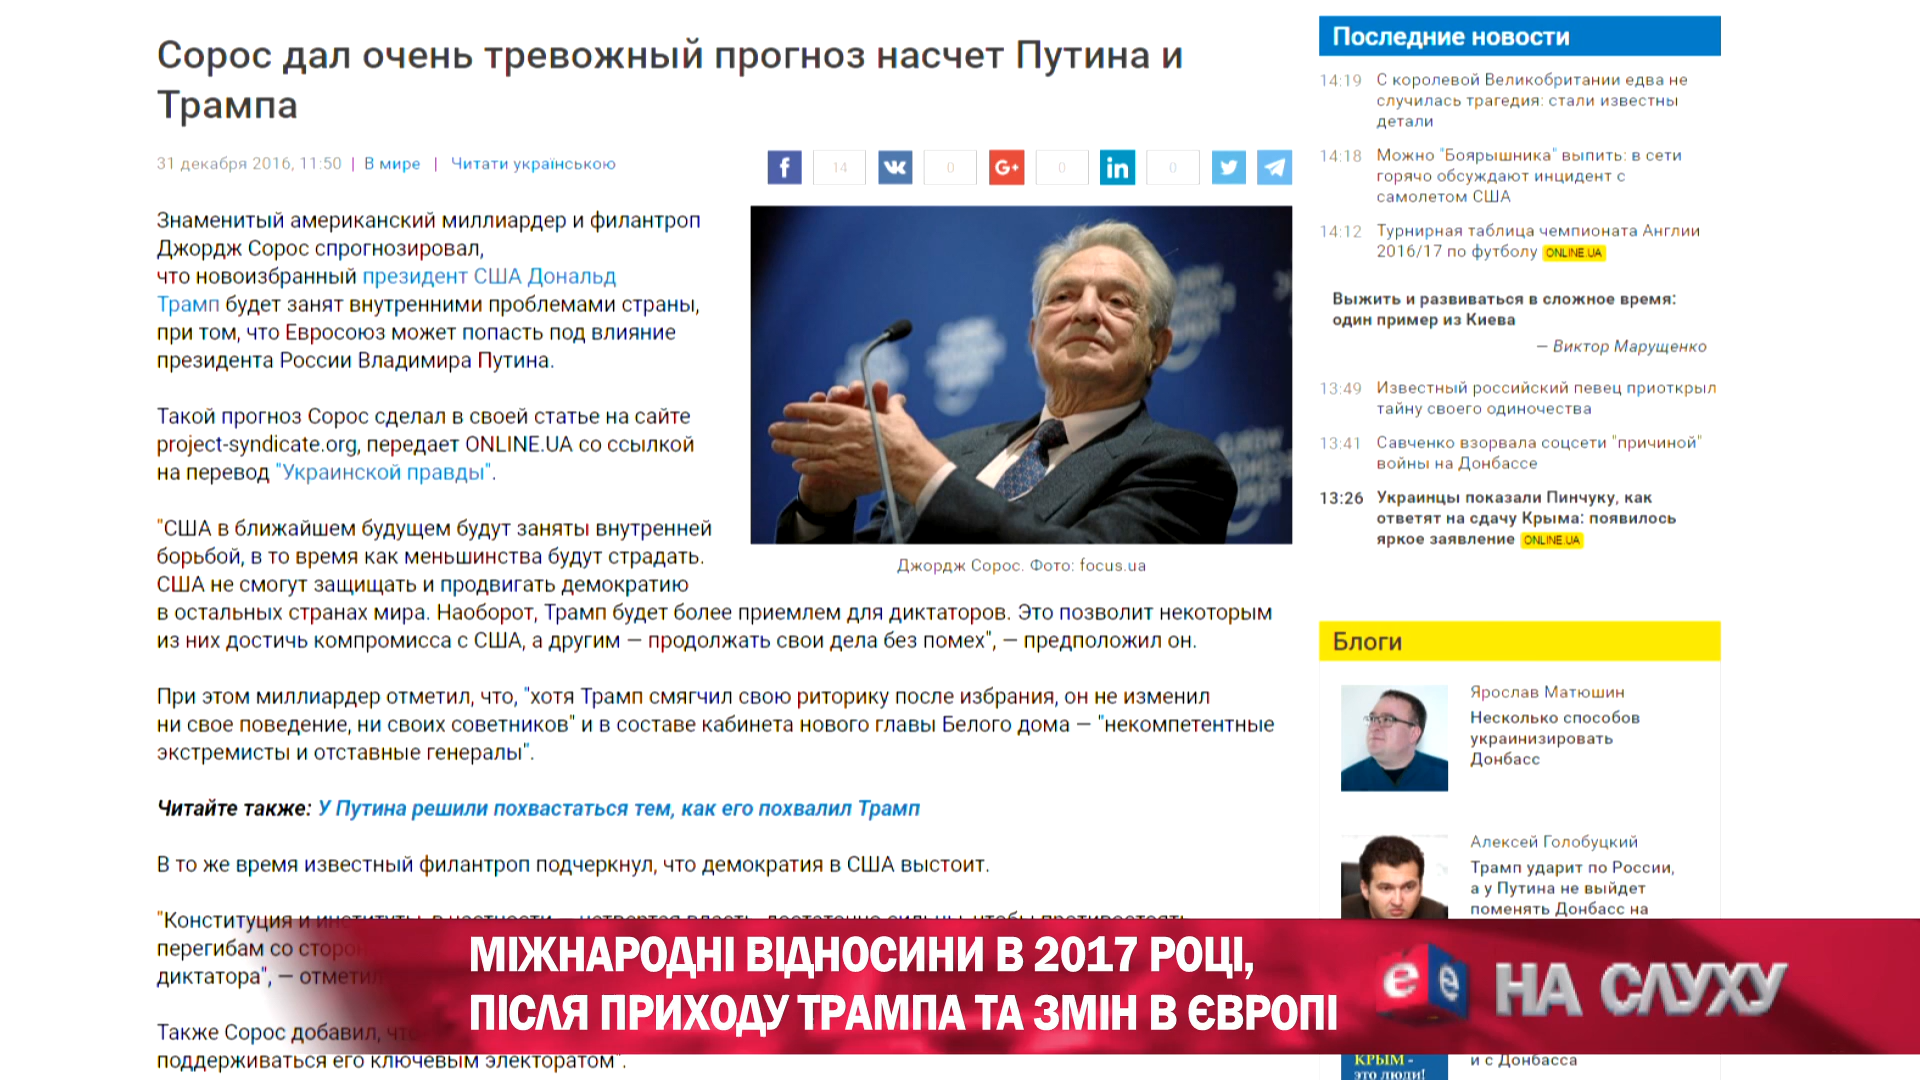 Сорос дал очень тревожный прогноз насчет Путина и
Трампа
31 декабря 2016, 11:50 | В мире | Читати українською
f 14 0 G+ 0 in 0
Знаменитый американский миллиардер и филантроп
Джордж Сорос спрогнозировал,
что новоизбранный президент США Дональд
Трамп будет занят внутренними проблемами страны,
при том, что Евросоюз может попасть под влияние
президента России Владимира Путина.
Такой прогноз Сорос сделал в своей статье на сайте
project-syndicate.org, передает ONLINE.UA со ссылкой
на перевод "Украинской правды".
Джордж Сорос. Фото: focus.ua
"США в ближайшем будущем будут заняты внутренней
борьбой, в то время как меньшинства будут страдать.
США не смогут защищать и продвигать демократию
в остальных странах мира. Наоборот, Трамп будет более приемлем для диктаторов. Это позволит некоторым
из них достичь компромисса с США, а другим — продолжать свои дела без помех", — предположил он.
При этом миллиардер отметил, что, "хотя Трамп смягчил свою риторику после избрания, он не изменил
ни свое поведение, ни своих советников" и в составе кабинета нового главы Белого дома — "некомпетентные
экстремисты и отставные генералы".
Читайте также: У Путина решили похвастаться тем, как его похвалил Трамп
В то же время известный филантроп подчеркнул, что демократия в США выстоит.
"Конституция и институты, в частности — четвертая власть, достаточно сильны, чтобы противостоять
перегибам со сторон
диктатора", — отметил
Также Сорос добавил, что
поддерживаться его ключевым электоратом".
Последние новости
14:19 С королевой Великобритании едва не
случилась трагедия: стали известны
детали
14:18 Можно "Боярышника" выпить: в сети
горячо обсуждают инцидент с
самолетом США
14:12 Турнирная таблица чемпионата Англии
2016/17 по футболу ONLINE.UA
Выжить и развиваться в сложное время:
один пример из Киева
— Виктор Марущенко
13:49 Известный российский певец приоткрыл
тайну своего одиночества
13:41 Савченко взорвала соцсети "причиной"
войны на Донбассе
13:26 Украинцы показали Пинчуку, как
ответят на сдачу Крыма: появилось
яркое заявление ONLINE.UA
Блоги
Ярослав Матюшин
Несколько способов
украинизировать
Донбасс
Алексей Голобуцкий
Трамп ударит по России,
а у Путина не выйдет
поменять Донбасс на
и с Донбасса
КРЫМ -
это люди!
МІЖНАРОДНІ ВІДНОСИНИ В 2017 РОЦІ,
ПІСЛЯ ПРИХОДУ ТРАМПА ТА ЗМІН В ЄВРОПІ
е е НА СЛУХУ